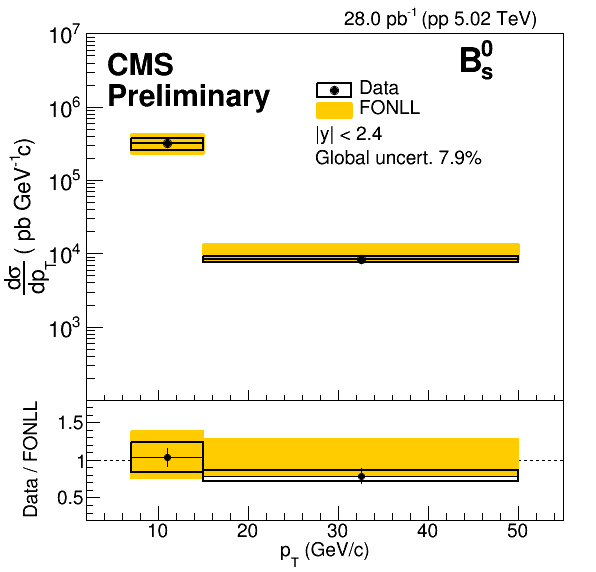 28.0 pb⁻¹ (pp 5.02 TeV)
10⁷
CMS
Preliminary
B⁰ₛ
Data
FONLL
|y| < 2.4
Global uncert. 7.9%
10⁶
10⁵
10⁴
10³
dσ/dp_T ( pb GeV⁻¹c)
1.5
1
0.5
Data / FONLL
10 20 30 40 50
p_T (GeV/c)